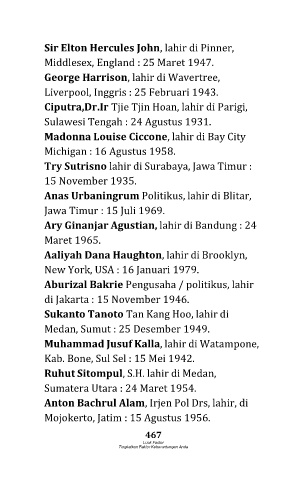 Sir Elton Hercules John, lahir di Pinner,
Middlesex, England : 25 Maret 1947.
George Harrison, lahir di Wavertree,
Liverpool, Inggris : 25 Februari 1943.
Ciputra,Dr.Ir Tjie Tjin Hoan, lahir di Parigi,
Sulawesi Tengah : 24 Agustus 1931.
Madonna Louise Ciccone, lahir di Bay City
Michigan : 16 Agustus 1958.
Try Sutrisno lahir di Surabaya, Jawa Timur :
15 November 1935.
Anas Urbaningrum Politikus, lahir di Blitar,
Jawa Timur : 15 Juli 1969.
Ary Ginanjar Agustian, lahir di Bandung : 24
Maret 1965.
Aaliyah Dana Haughton, lahir di Brooklyn,
New York, USA : 16 Januari 1979.
Aburizal Bakrie Pengusaha / politikus, lahir
di Jakarta : 15 November 1946.
Sukanto Tanoto Tan Kang Hoo, lahir di
Medan, Sumut : 25 Desember 1949.
Muhammad Jusuf Kalla, lahir di Watampone,
Kab. Bone, Sul Sel : 15 Mei 1942.
Ruhut Sitompul, S.H. lahir di Medan,
Sumatera Utara : 24 Maret 1954.
Anton Bachrul Alam, Irjen Pol Drs, lahir, di
Mojokerto, Jatim : 15 Agustus 1956.
467